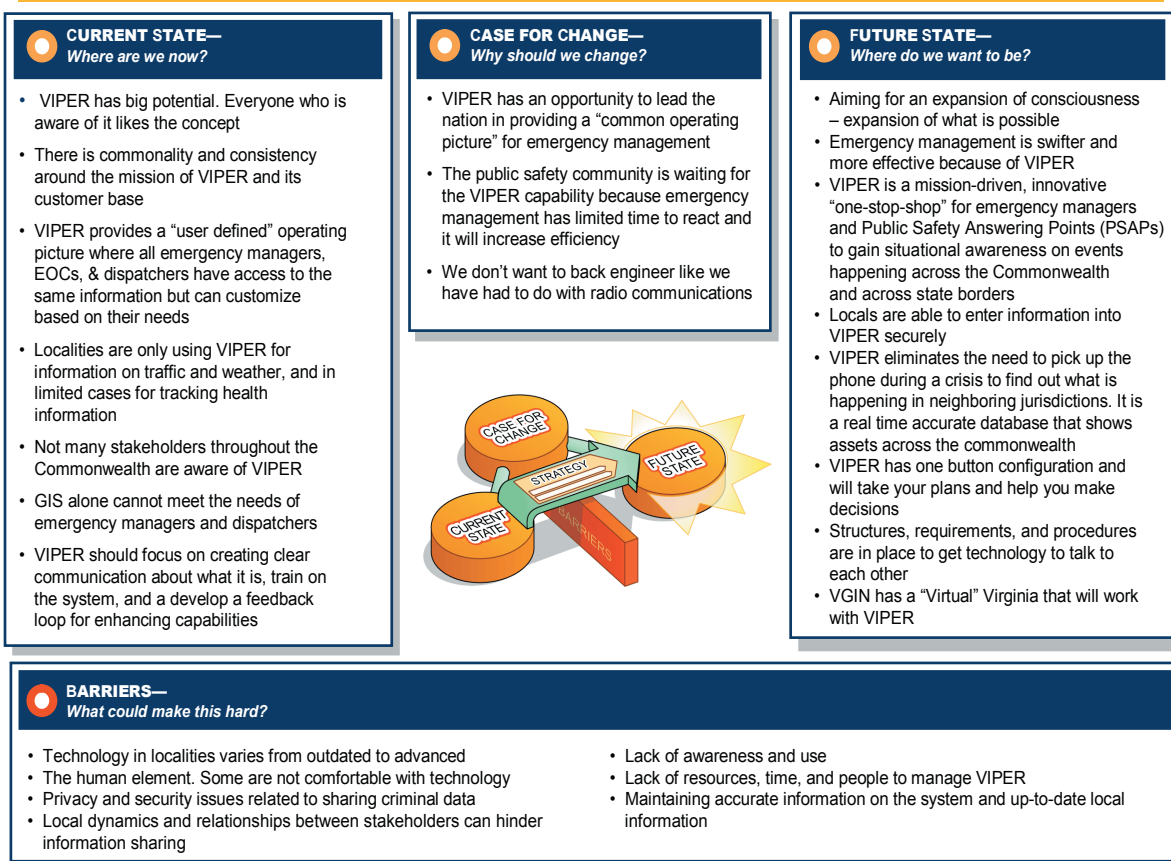 CURRENT STATE—
Where are we now?
• VIPER has big potential. Everyone who is
aware of it likes the concept
• There is commonality and consistency
around the mission of VIPER and its
customer base
• VIPER provides a “user defined” operating
picture where all emergency managers,
EOCs, & dispatchers have access to the
same information but can customize
based on their needs
• Localities are only using VIPER for
information on traffic and weather, and in
limited cases for tracking health
information
• Not many stakeholders throughout the
Commonwealth are aware of VIPER
• GIS alone cannot meet the needs of
emergency managers and dispatchers
• VIPER should focus on creating clear
communication about what it is, train on
the system, and a develop a feedback
loop for enhancing capabilities
CASE FOR CHANGE—
Why should we change?
• VIPER has an opportunity to lead the
nation in providing a “common operating
picture” for emergency management
• The public safety community is waiting for
the VIPER capability because emergency
management has limited time to react and
it will increase efficiency
• We don’t want to back engineer like we
have had to do with radio communications
CASE FOR
CHANGE
STRATEGY
FUTURE
STATE
CURRENT
STATE
BARRIERS
FUTURE STATE—
Where do we want to be?
• Aiming for an expansion of consciousness
– expansion of what is possible
• Emergency management is swifter and
more effective because of VIPER
• VIPER is a mission-driven, innovative
“one-stop-shop” for emergency managers
and Public Safety Answering Points (PSAPs)
to gain situational awareness on events
happening across the Commonwealth
and across state borders
• Locals are able to enter information into
VIPER securely
• VIPER eliminates the need to pick up the
phone during a crisis to find out what is
happening in neighboring jurisdictions. It is
a real time accurate database that shows
assets across the commonwealth
• VIPER has one button configuration and
will take your plans and help you make
decisions
• Structures, requirements, and procedures
are in place to get technology to talk to
each other
• VGIN has a “Virtual” Virginia that will work
with VIPER
BARRIERS—
What could make this hard?
• Technology in localities varies from outdated to advanced
• The human element. Some are not comfortable with technology
• Privacy and security issues related to sharing criminal data
• Local dynamics and relationships between stakeholders can hinder
information sharing
• Lack of awareness and use
• Lack of resources, time, and people to manage VIPER
• Maintaining accurate information on the system and up-to-date local
information